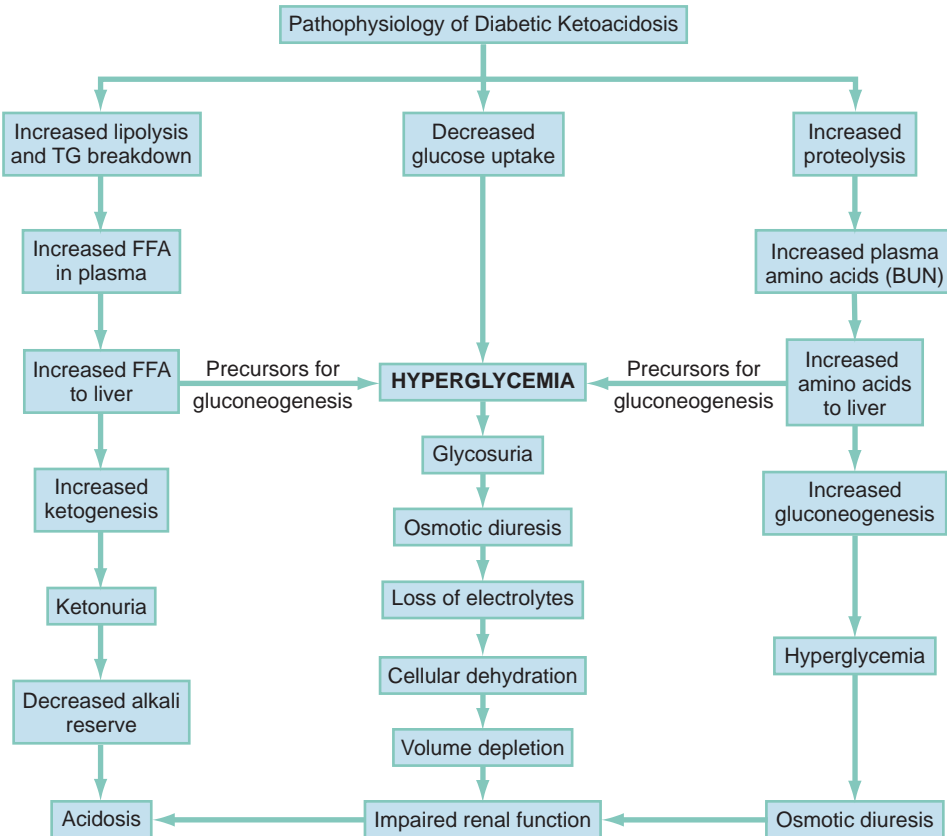 Pathophysiology of Diabetic Ketoacidosis
Increased lipolysis
and TG breakdown
Decreased
glucose uptake
Increased
proteolysis
Increased FFA
in plasma
Increased plasma
amino acids (BUN)
Increased FFA
to liver
Precursors for
gluconeogenesis
HYPERGLYCEMIA
Precursors for
gluconeogenesis
Increased
amino acids
to liver
Glycosuria
Increased
ketogenesis
Increased
gluconeogenesis
Osmotic diuresis
Loss of electrolytes
Ketonuria
Hyperglycemia
Cellular dehydration
Decreased alkali
reserve
Volume depletion
Acidosis
Impaired renal function
Osmotic diuresis